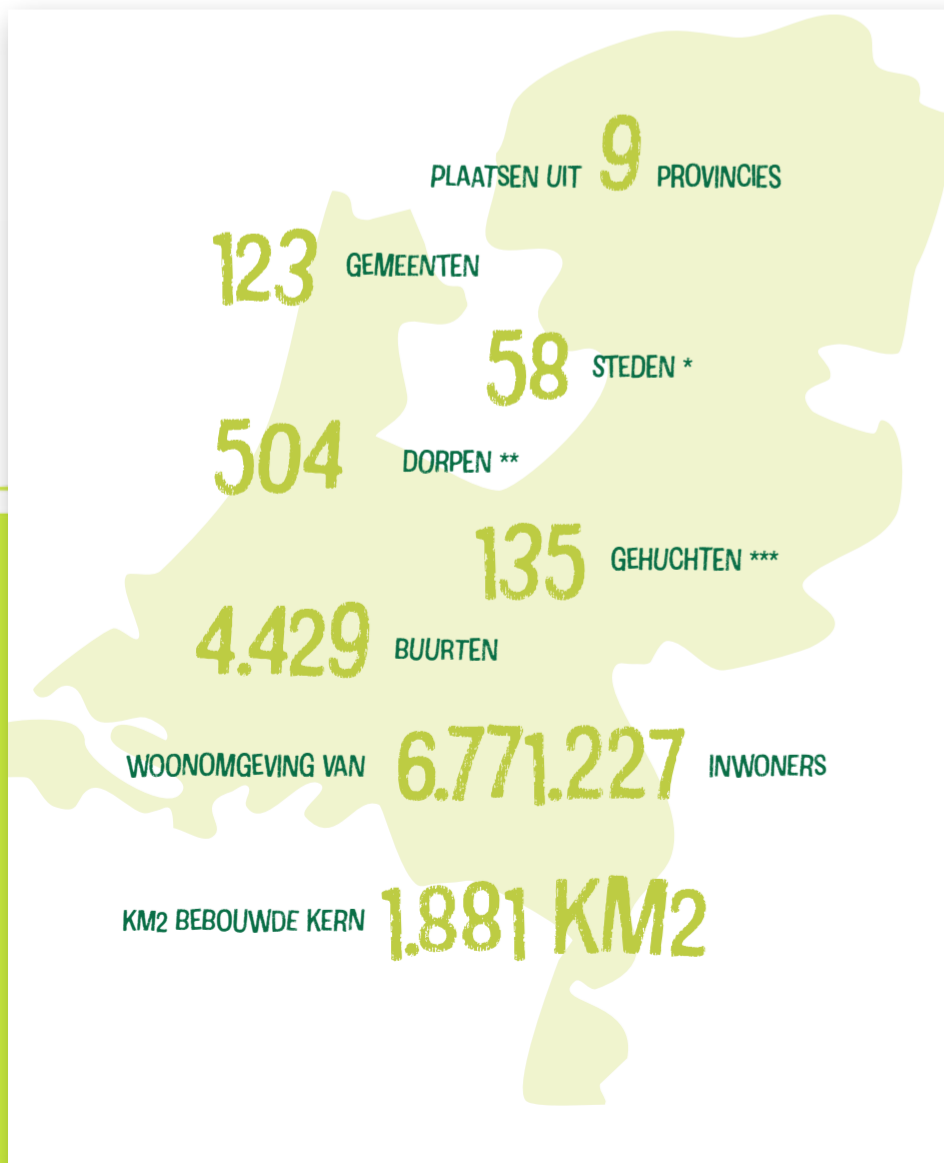 PLAATSEN UIT 9 PROVINCIES
123 GEMEENTEN
58 STEDEN *
504 DORPEN **
135 GEHUCHTEN ***
4.429 BUURTEN
WOONOMGEVING VAN 6.771.227 INWONERS
KM2 BEBOUWDE KERN 1.881 KM2